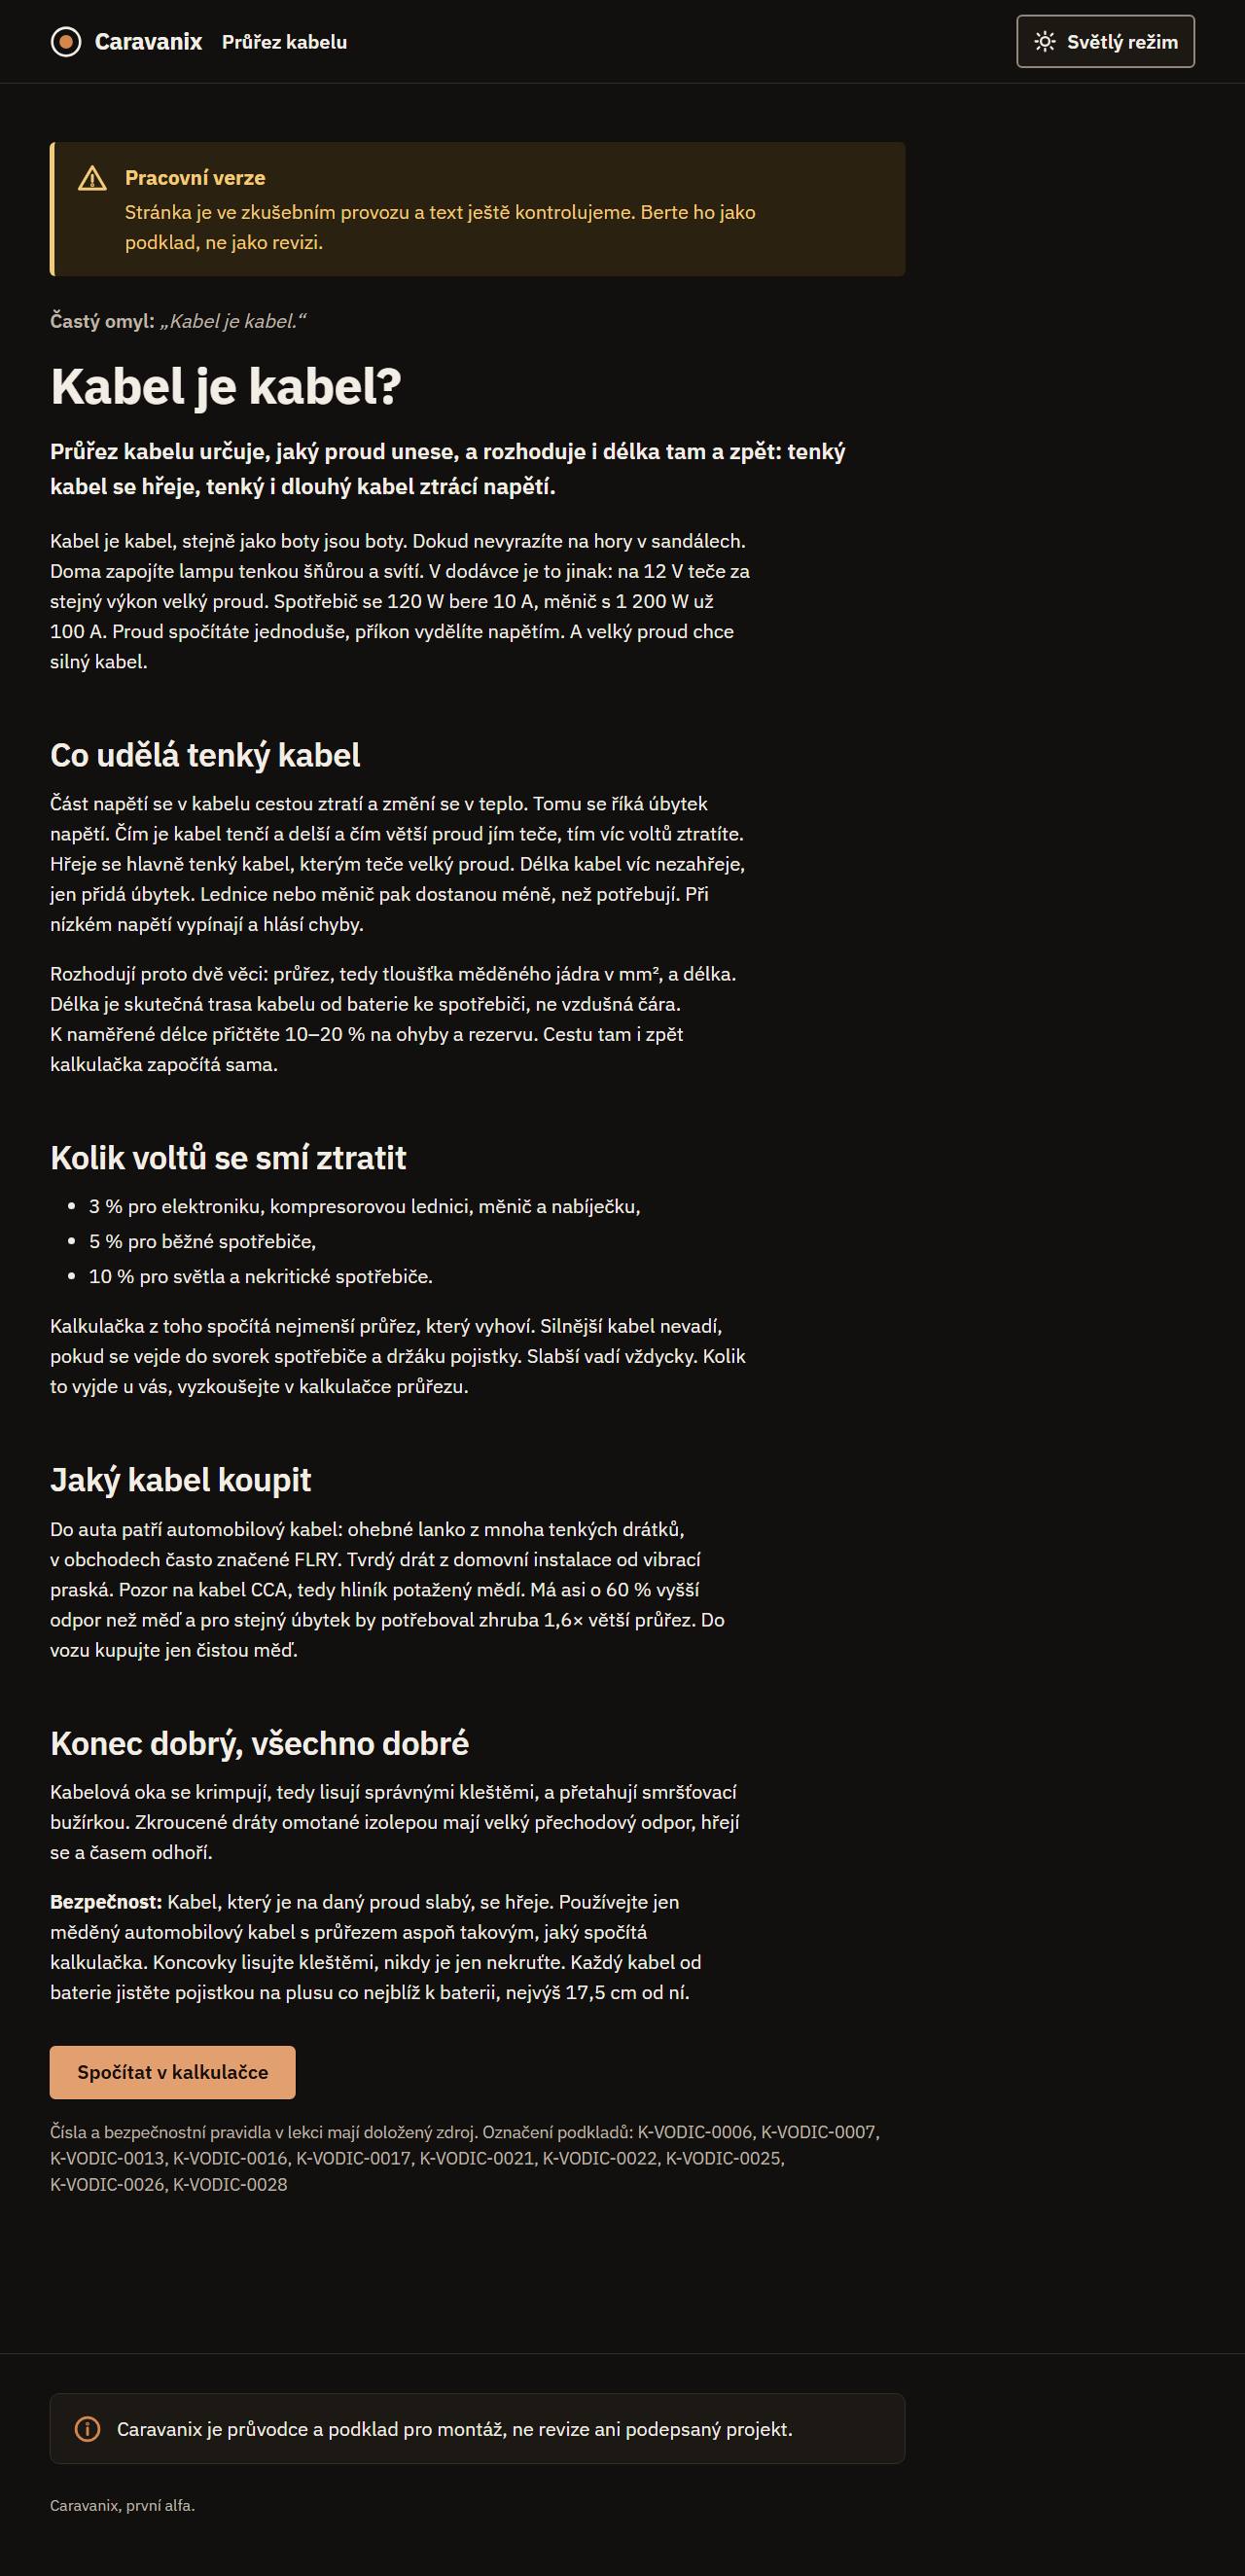 Caravanix Průřez kabelu
Světlý režim
Pracovní verze
Stránka je ve zkušebním provozu a text ještě kontrolujeme. Berte ho jako
podklad, ne jako revizi.
Častý omyl: „Kabel je kabel.“
Kabel je kabel?
Průřez kabelu určuje, jaký proud unese, a rozhoduje i délka tam a zpět: tenký
kabel se hřeje, tenký i dlouhý kabel ztrácí napětí.
Kabel je kabel, stejně jako boty jsou boty. Dokud nevyrazíte na hory v sandálech.
Doma zapojíte lampu tenkou šňůrou a svítí. V dodávce je to jinak: na 12 V teče za
stejný výkon velký proud. Spotřebič se 120 W bere 10 A, měnič s 1 200 W už
100 A. Proud spočítáte jednoduše, příkon vydělíte napětím. A velký proud chce
silný kabel.
Co udělá tenký kabel
Část napětí se v kabelu cestou ztratí a změní se v teplo. Tomu se říká úbytek
napětí. Čím je kabel tenčí a delší a čím větší proud jím teče, tím víc voltů ztratíte.
Hřeje se hlavně tenký kabel, kterým teče velký proud. Délka kabel víc nezahřeje,
jen přidá úbytek. Lednice nebo měnič pak dostanou méně, než potřebují. Při
nízkém napětí vypínají a hlásí chyby.
Rozhodují proto dvě věci: průřez, tedy tloušťka měděného jádra v mm², a délka.
Délka je skutečná trasa kabelu od baterie ke spotřebiči, ne vzdušná čára.
K naměřené délce přičtěte 10–20 % na ohyby a rezervu. Cestu tam i zpět
kalkulačka započítá sama.
Kolik voltů se smí ztratit
• 3 % pro elektroniku, kompresorovou lednici, měnič a nabíječku,
• 5 % pro běžné spotřebiče,
• 10 % pro světla a nekritické spotřebiče.
Kalkulačka z toho spočítá nejmenší průřez, který vyhoví. Silnější kabel nevadí,
pokud se vejde do svorek spotřebiče a držáku pojistky. Slabší vadí vždycky. Kolik
to vyjde u vás, vyzkoušejte v kalkulačce průřezu.
Jaký kabel koupit
Do auta patří automobilový kabel: ohebné lanko z mnoha tenkých drátků,
v obchodech často značené FLRY. Tvrdý drát z domovní instalace od vibrací
praská. Pozor na kabel CCA, tedy hliník potažený mědí. Má asi o 60 % vyšší
odpor než měď a pro stejný úbytek by potřeboval zhruba 1,6× větší průřez. Do
vozu kupujte jen čistou měď.
Konec dobrý, všechno dobré
Kabelová oka se krimpují, tedy lisují správnými kleštěmi, a přetahují smršťovací
bužírkou. Zkroucené dráty omotané izolepou mají velký přechodový odpor, hřejí
se a časem odhoří.
Bezpečnost: Kabel, který je na daný proud slabý, se hřeje. Používejte jen
měděný automobilový kabel s průřezem aspoň takovým, jaký spočítá
kalkulačka. Koncovky lisujte kleštěmi, nikdy je jen nekruťte. Každý kabel od
baterie jistěte pojistkou na plusu co nejblíž k baterii, nejvýš 17,5 cm od ní.
Spočítat v kalkulačce
Čísla a bezpečnostní pravidla v lekci mají doložený zdroj. Označení podkladů: K-VODIC-0006, K-VODIC-0007,
K-VODIC-0013, K-VODIC-0016, K-VODIC-0017, K-VODIC-0021, K-VODIC-0022, K-VODIC-0025,
K-VODIC-0026, K-VODIC-0028
Caravanix je průvodce a podklad pro montáž, ne revize ani podepsaný projekt.
Caravanix, první alfa.